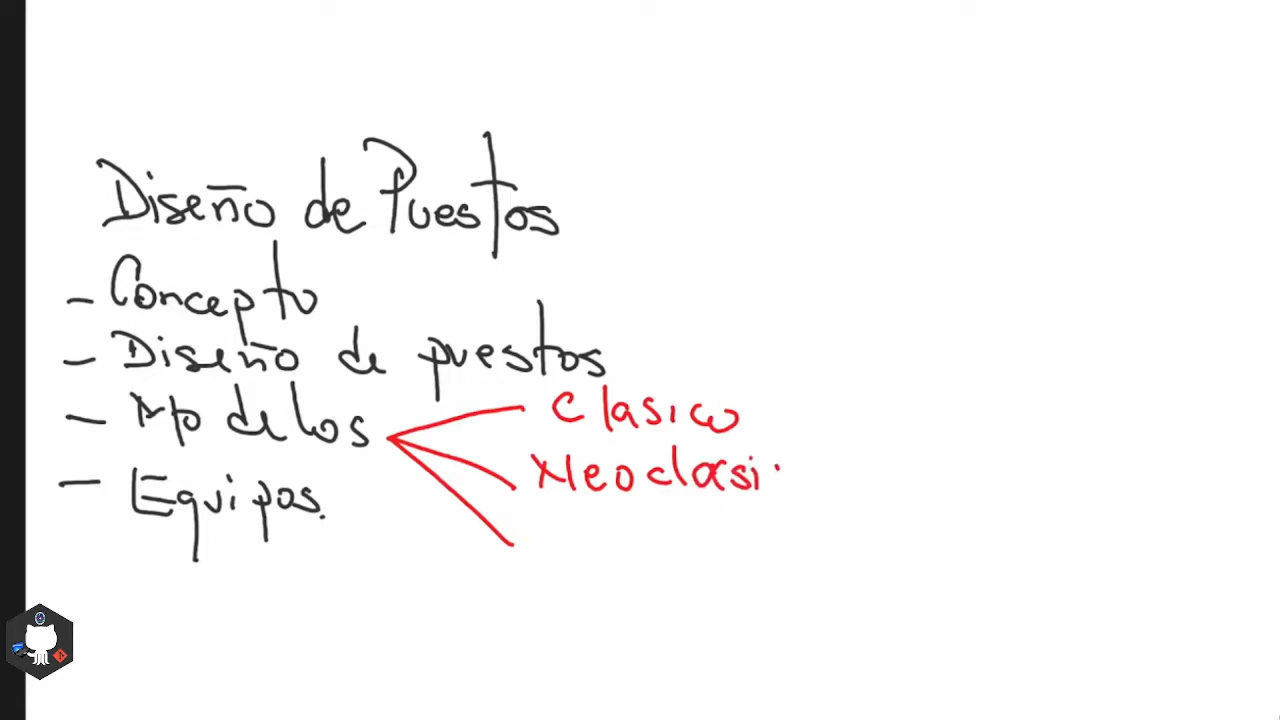 Diseño de Puestos
- Concepto
- Diseño de puestos
- Modelos
Clasico
Neoclasi
- Equipos.